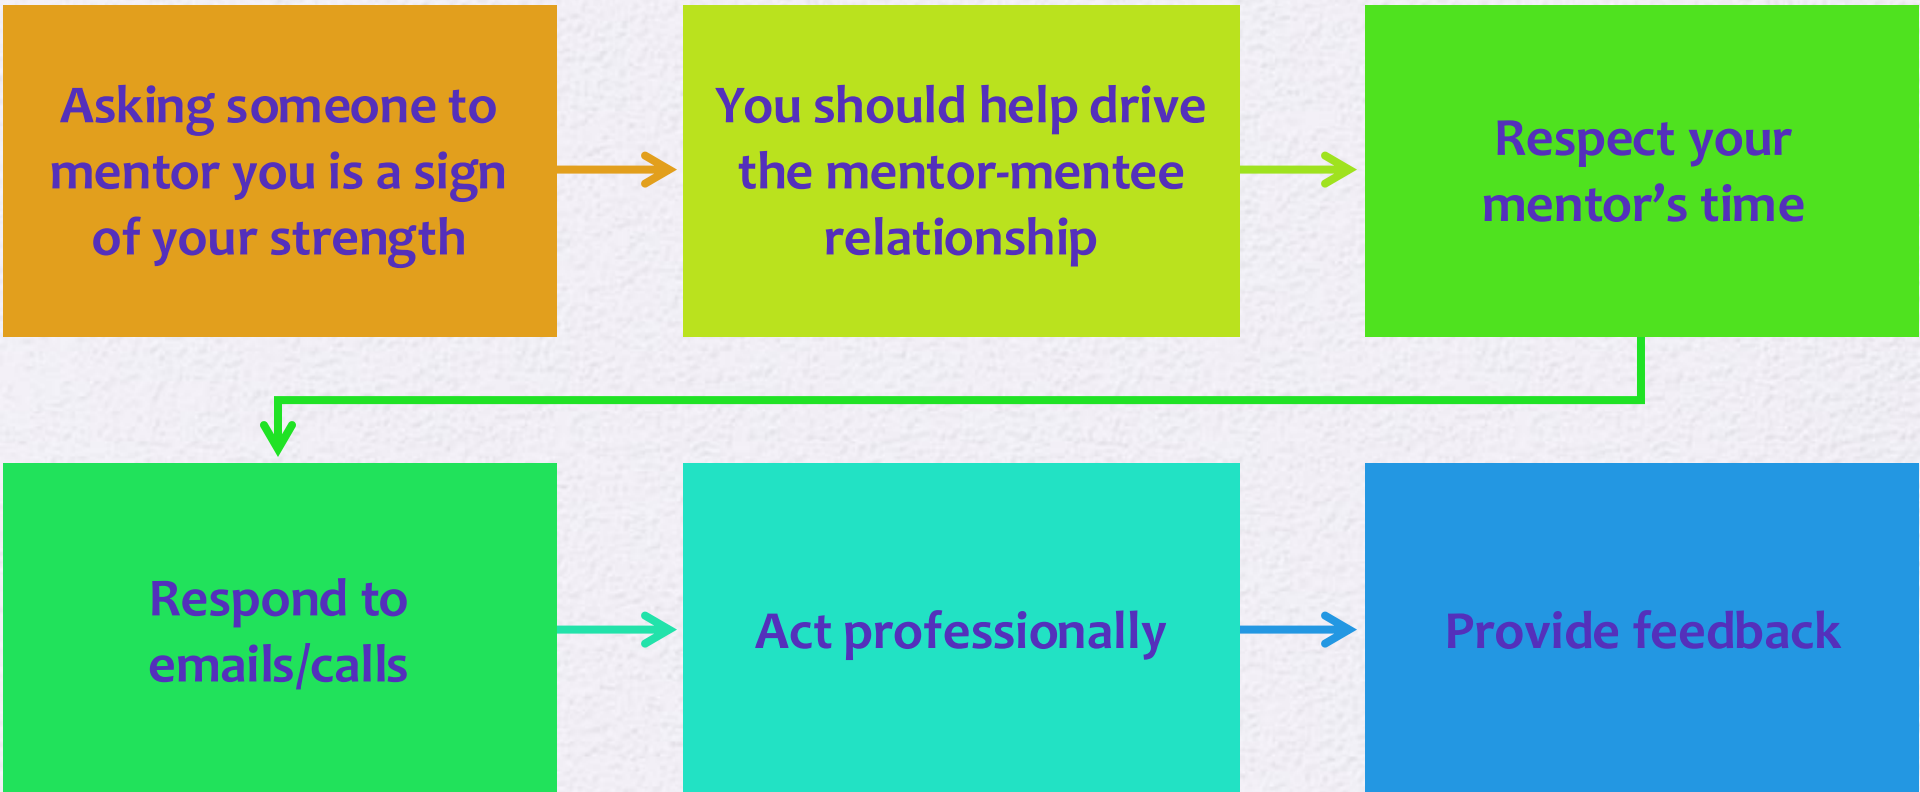 Asking someone to
mentor you is a sign
of your strength
You should help drive
the mentor-mentee
relationship
Respect your
mentor’s time
Respond to
emails/calls
Act professionally
Provide feedback